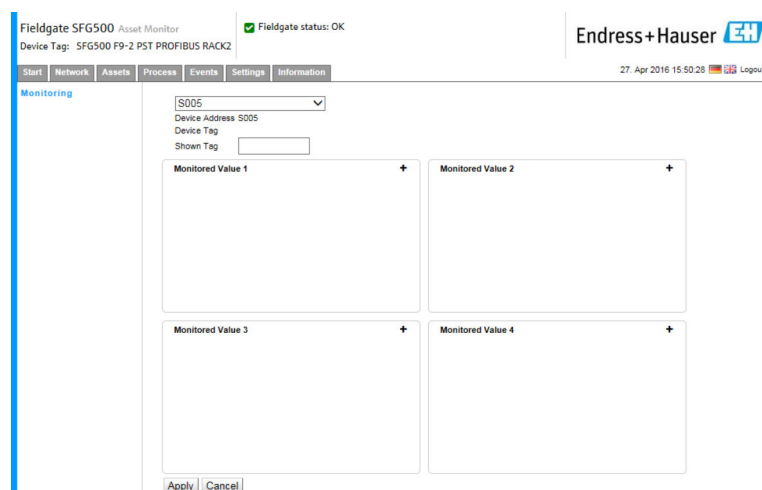 Fieldgate SFG500 Asset Monitor
Fieldgate status: OK
Device Tag: SFG500 F9-2 PST PROFIBUS RACK2
Endress+Hauser EH
Start Network Assets Process Events Settings Information
27. Apr 2016 15:50:28 Logou
Monitoring
S005
Device Address S005
Device Tag
Shown Tag
Monitored Value 1 +
Monitored Value 2 +
Monitored Value 3 +
Monitored Value 4 +
Apply Cancel